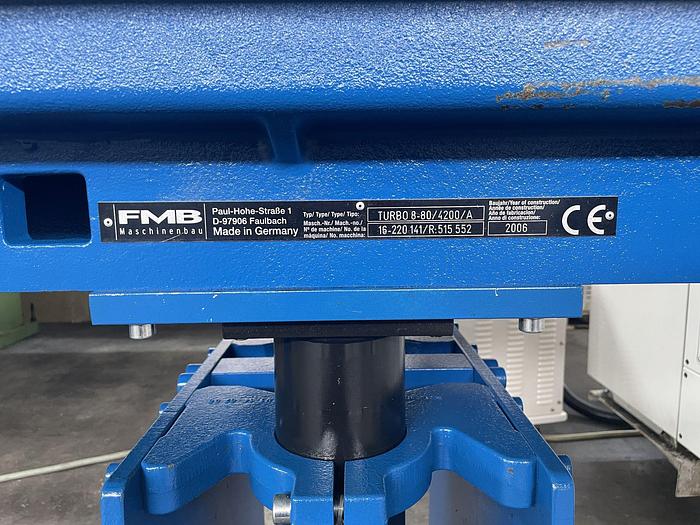 FMB
Maschinenbau
Paul-Hohe-Straße 1
D-97906 Faulbach
Made in Germany
Typ/ Type/ Type/ Tipo:
Masch.-Nr./ Mach.-no./
N° de machine/ No. de la
máquina/ No. macchina:
TURBO 8-80/4200/A
16-220 141/R:515 552
Baujahr/Year of construction/
Année de construction/
Año de fabricación/
Anno di costruzione:
2006
CE